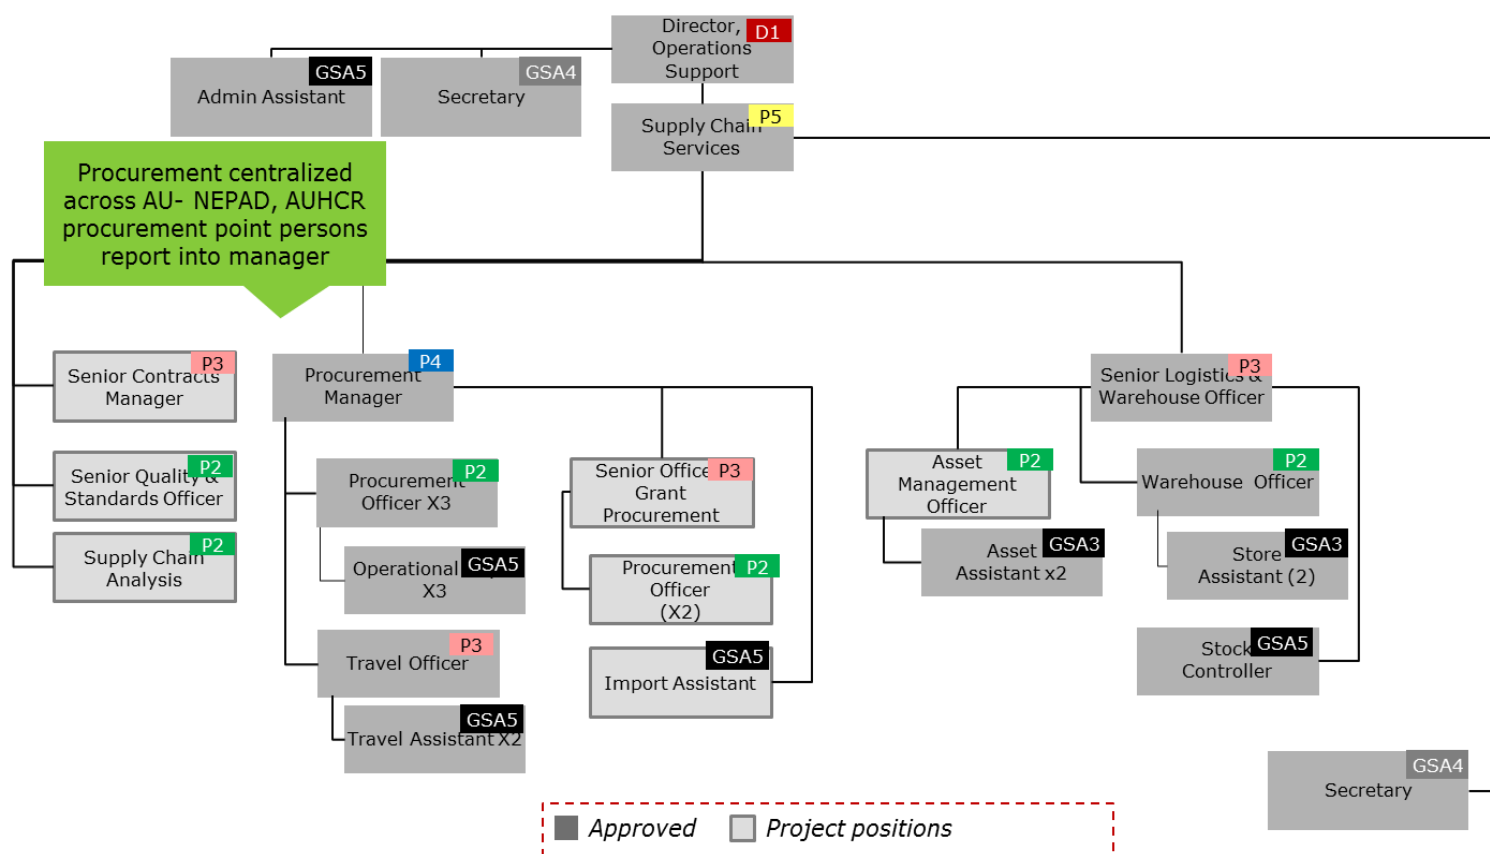 Director,
Operations
Support
D1
Admin Assistant
GSA5
Secretary
GSA4
Supply Chain
Services
P5
Procurement centralized
across AU- NEPAD, AUHCR
procurement point persons
report into manager
Senior Contracts
Manager
P3
Senior Quality &
Standards Officer
P2
Supply Chain
Analysis
P2
Procurement
Manager
P4
Procurement
Officer X3
P2
Operational
X3
GSA5
Travel Officer
P3
Travel Assistant X2
GSA5
Senior Officer
Grant
Procurement
P3
Procurement
Officer
(X2)
P2
Import Assistant
GSA5
Senior Logistics &
Warehouse Officer
P3
Asset
Management
Officer
P2
Asset
Assistant x2
GSA3
Warehouse Officer
P2
Store
Assistant (2)
GSA3
Stock
Controller
GSA5
Secretary
GSA4
Approved
Project positions